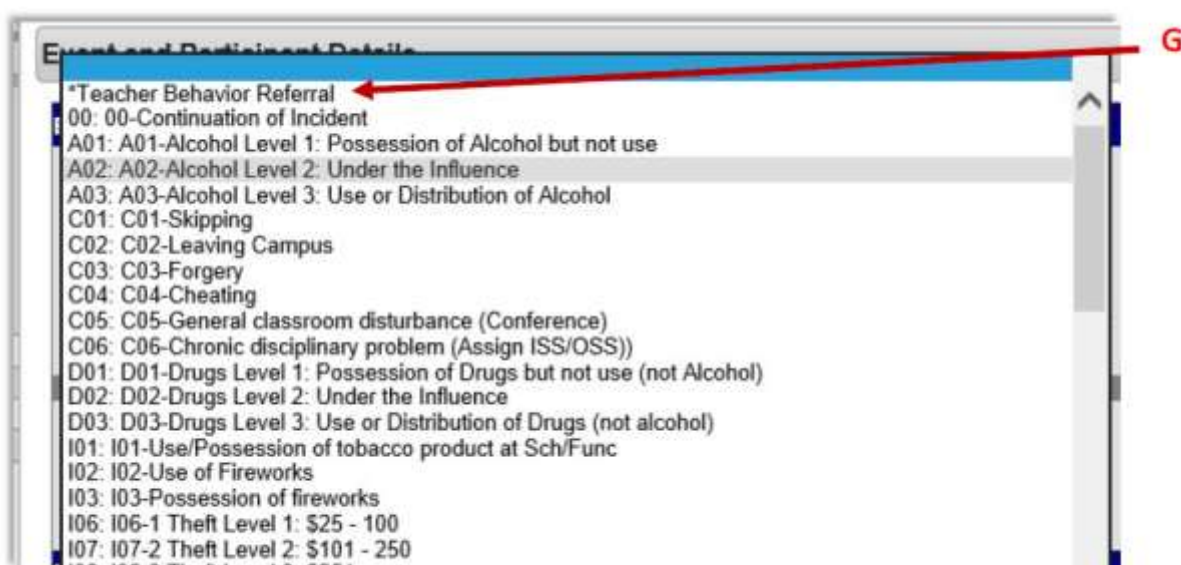 Event and Participant Details
G
*Teacher Behavior Referral
00: 00-Continuation of Incident
A01: A01-Alcohol Level 1: Possession of Alcohol but not use
A02: A02-Alcohol Level 2: Under the Influence
A03: A03-Alcohol Level 3: Use or Distribution of Alcohol
C01: C01-Skipping
C02: C02-Leaving Campus
C03: C03-Forgery
C04: C04-Cheating
C05: C05-General classroom disturbance (Conference)
C06: C06-Chronic disciplinary problem (Assign ISS/OSS))
D01: D01-Drugs Level 1: Possession of Drugs but not use (not Alcohol)
D02: D02-Drugs Level 2: Under the Influence
D03: D03-Drugs Level 3: Use or Distribution of Drugs (not alcohol)
I01: I01-Use/Possession of tobacco product at Sch/Func
I02: I02-Use of Fireworks
I03: I03-Possession of fireworks
I06: I06-1 Theft Level 1: $25 - 100
I07: I07-2 Theft Level 2: $101 - 250